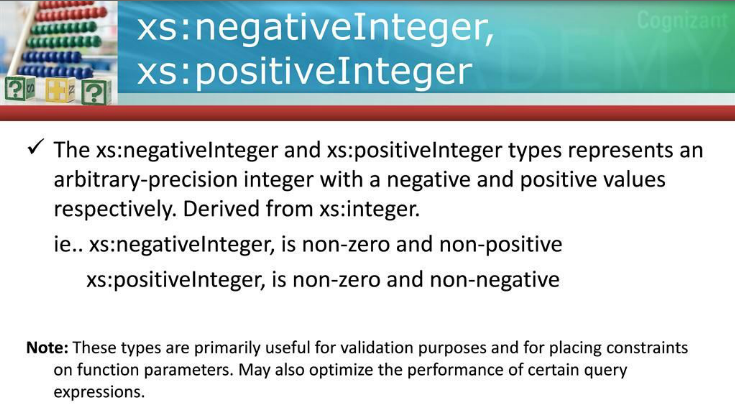 Cognizant
xs:negativeInteger,
xs:positiveInteger
ADEMY
✓ The xs:negativeInteger and xs:positiveInteger types represents an
arbitrary-precision integer with a negative and positive values
respectively. Derived from xs:integer.
ie.. xs:negativeInteger, is non-zero and non-positive
xs:positiveInteger, is non-zero and non-negative
Note: These types are primarily useful for validation purposes and for placing constraints
on function parameters. May also optimize the performance of certain query
expressions.